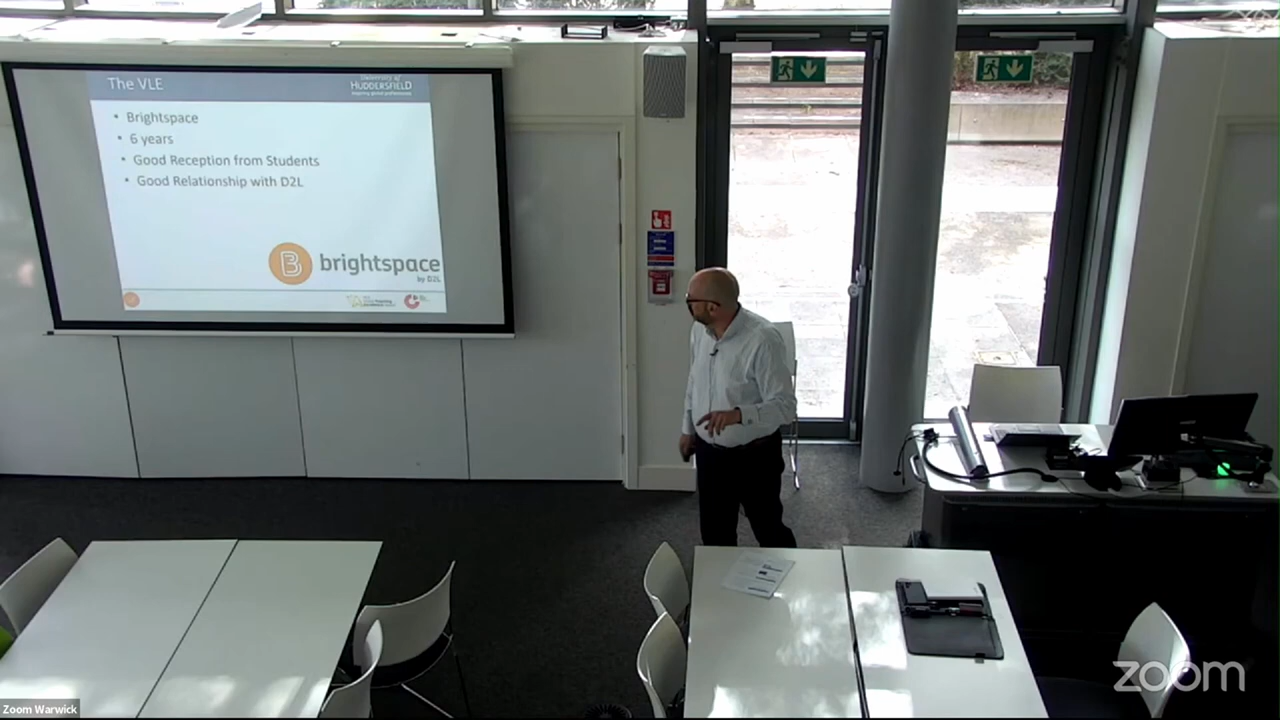 The VLE
University of
HUDDERSFIELD
Inspiring global professionals
• Brightspace
• 6 years
• Good Reception from Students
• Good Relationship with D2L
B
brightspace
by D2L
zoom
Zoom Warwick